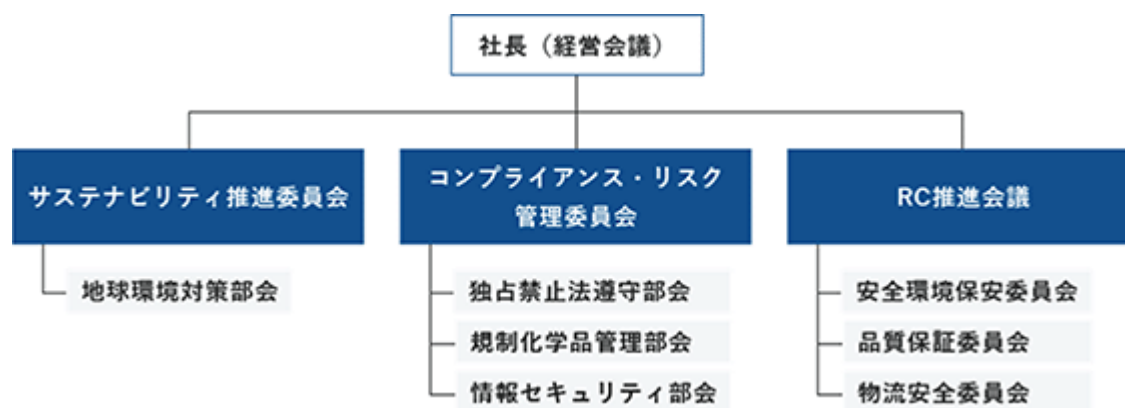 社長（経営会議）
サステナビリティ推進委員会
地球環境対策部会
コンプライアンス・リスク
管理委員会
独占禁止法遵守部会
規制化学品管理部会
情報セキュリティ部会
RC推進会議
安全環境保安委員会
品質保証委員会
物流安全委員会